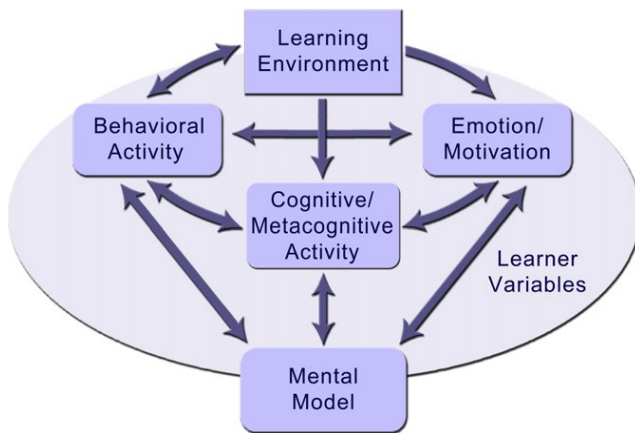 Learning
Environment
Behavioral
Activity
Emotion/
Motivation
Cognitive/
Metacognitive
Activity
Learner
Variables
Mental
Model